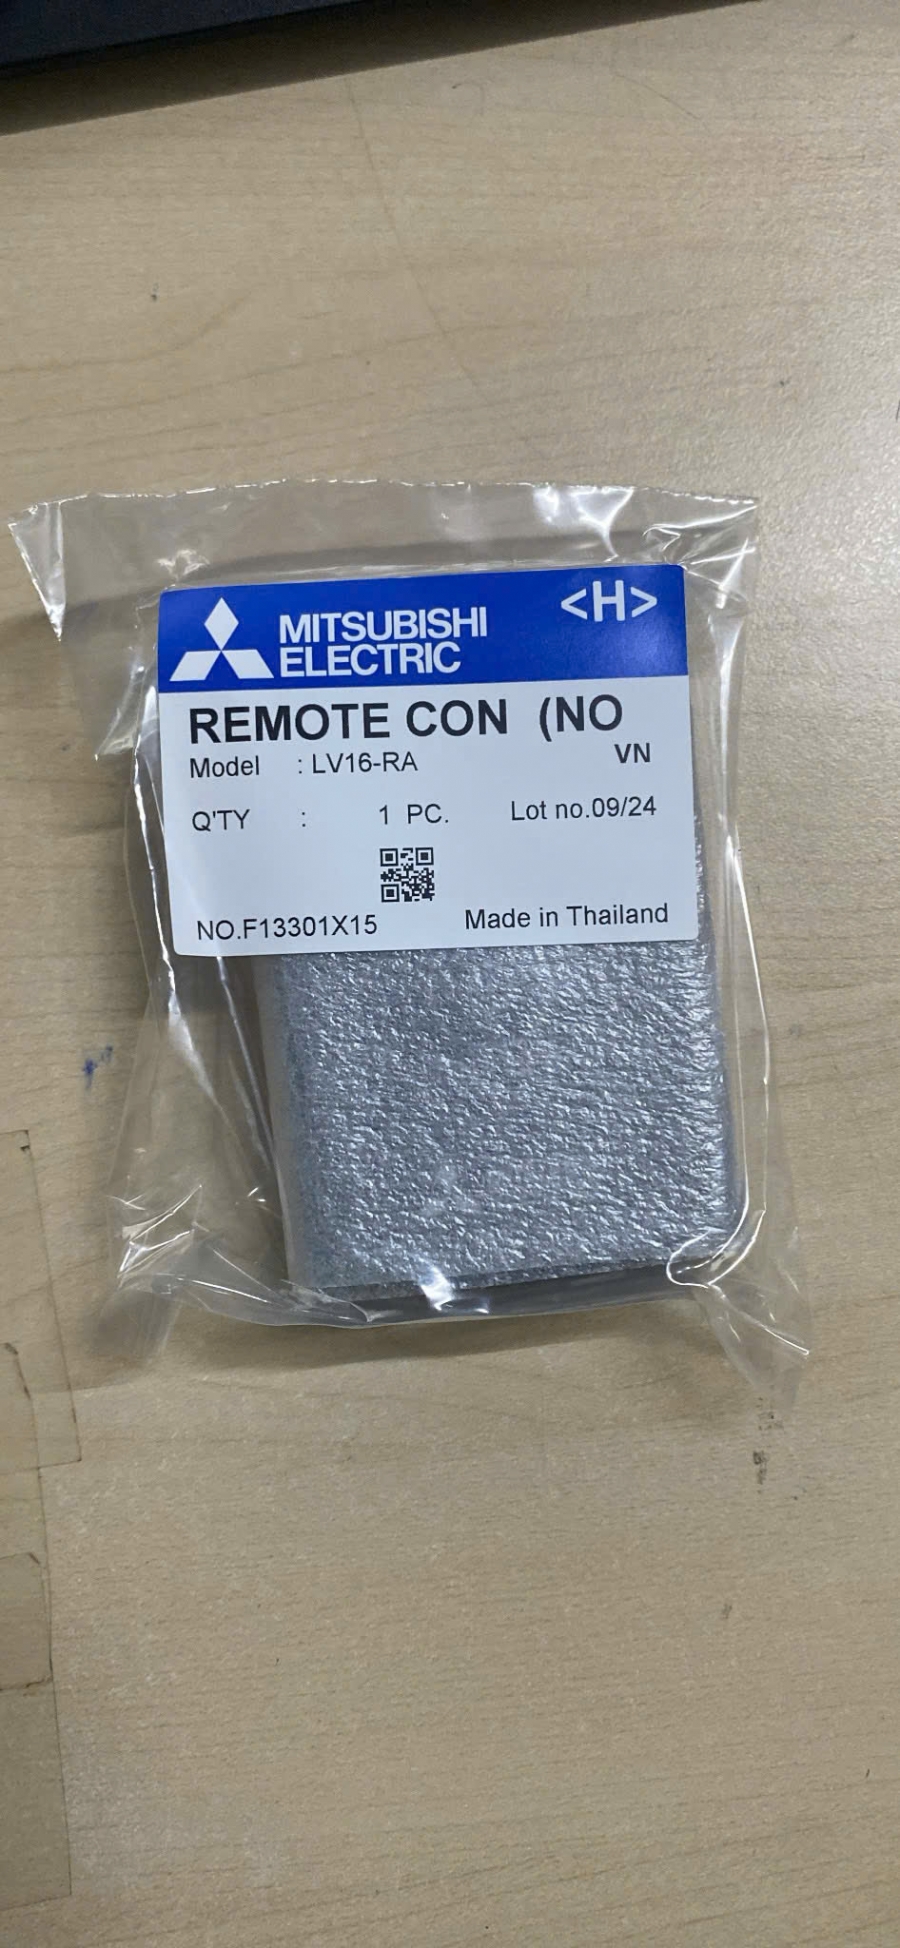 MITSUBISHI
ELECTRIC
<H>
REMOTE CON (NO
VN
Model : LV16-RA
Q'TY : 1 PC. Lot no.09/24
NO.F13301X15 Made in Thailand